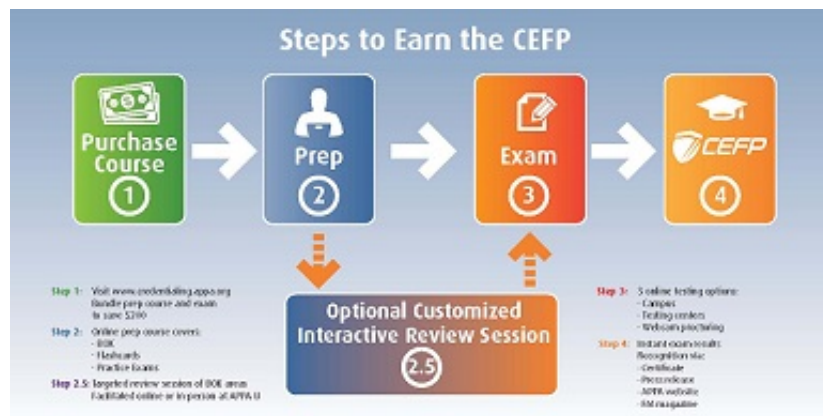 Steps to Earn the CEFP
Purchase
Course
1
Prep
2
Exam
3
CEFP
4
Optional Customized
Interactive Review Session
2.5
Step 1: Visit www.credentialing.appa.org
Bundle prep course and exam
to save $200
Step 2: Online prep course covers:
- BOK
- Flashcards
- Practice Exams
Step 2.5: Targeted review session of BOK areas
Facilitated online or in person at APPA U
Step 3: 3 online testing options:
- Campus
- Testing centers
- Webcam proctoring
Step 4: Instant exam results
Recognition via:
- Certificate
- Press release
- APPA website
- FM magazine